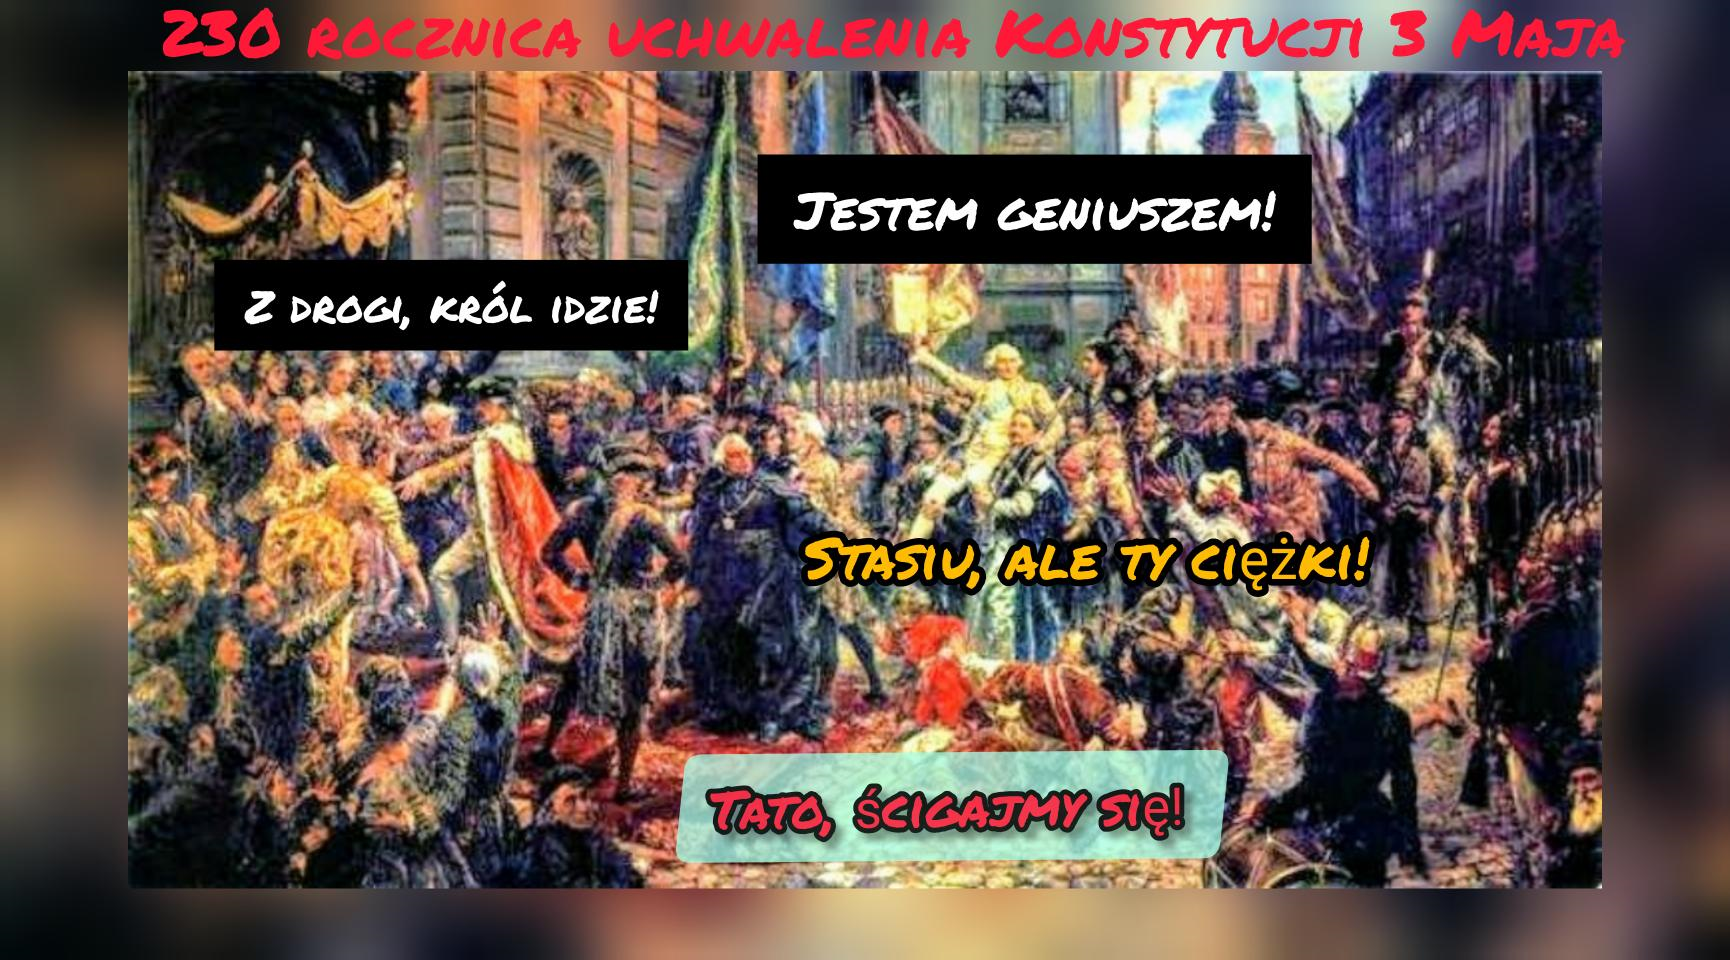 230 rocznica uchwalenia Konstytucji 3 Maja
Jestem geniuszem!
Z drogi, król idzie!
Stasiu, ale ty ciężki!
Tato, ścigajmy się!